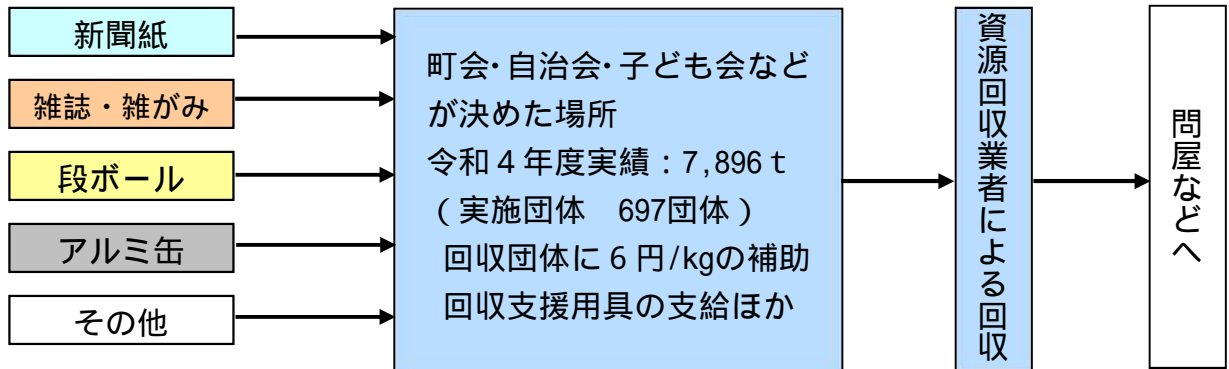 新聞紙
雑誌・雑がみ
段ボール
アルミ缶
その他
町会・自治会・子ども会など
が決めた場所
令和４年度実績：7,896ｔ
（実施団体　697団体）
回収団体に６円/kgの補助
回収支援用具の支給ほか
資源回収業者による回収
問屋などへ